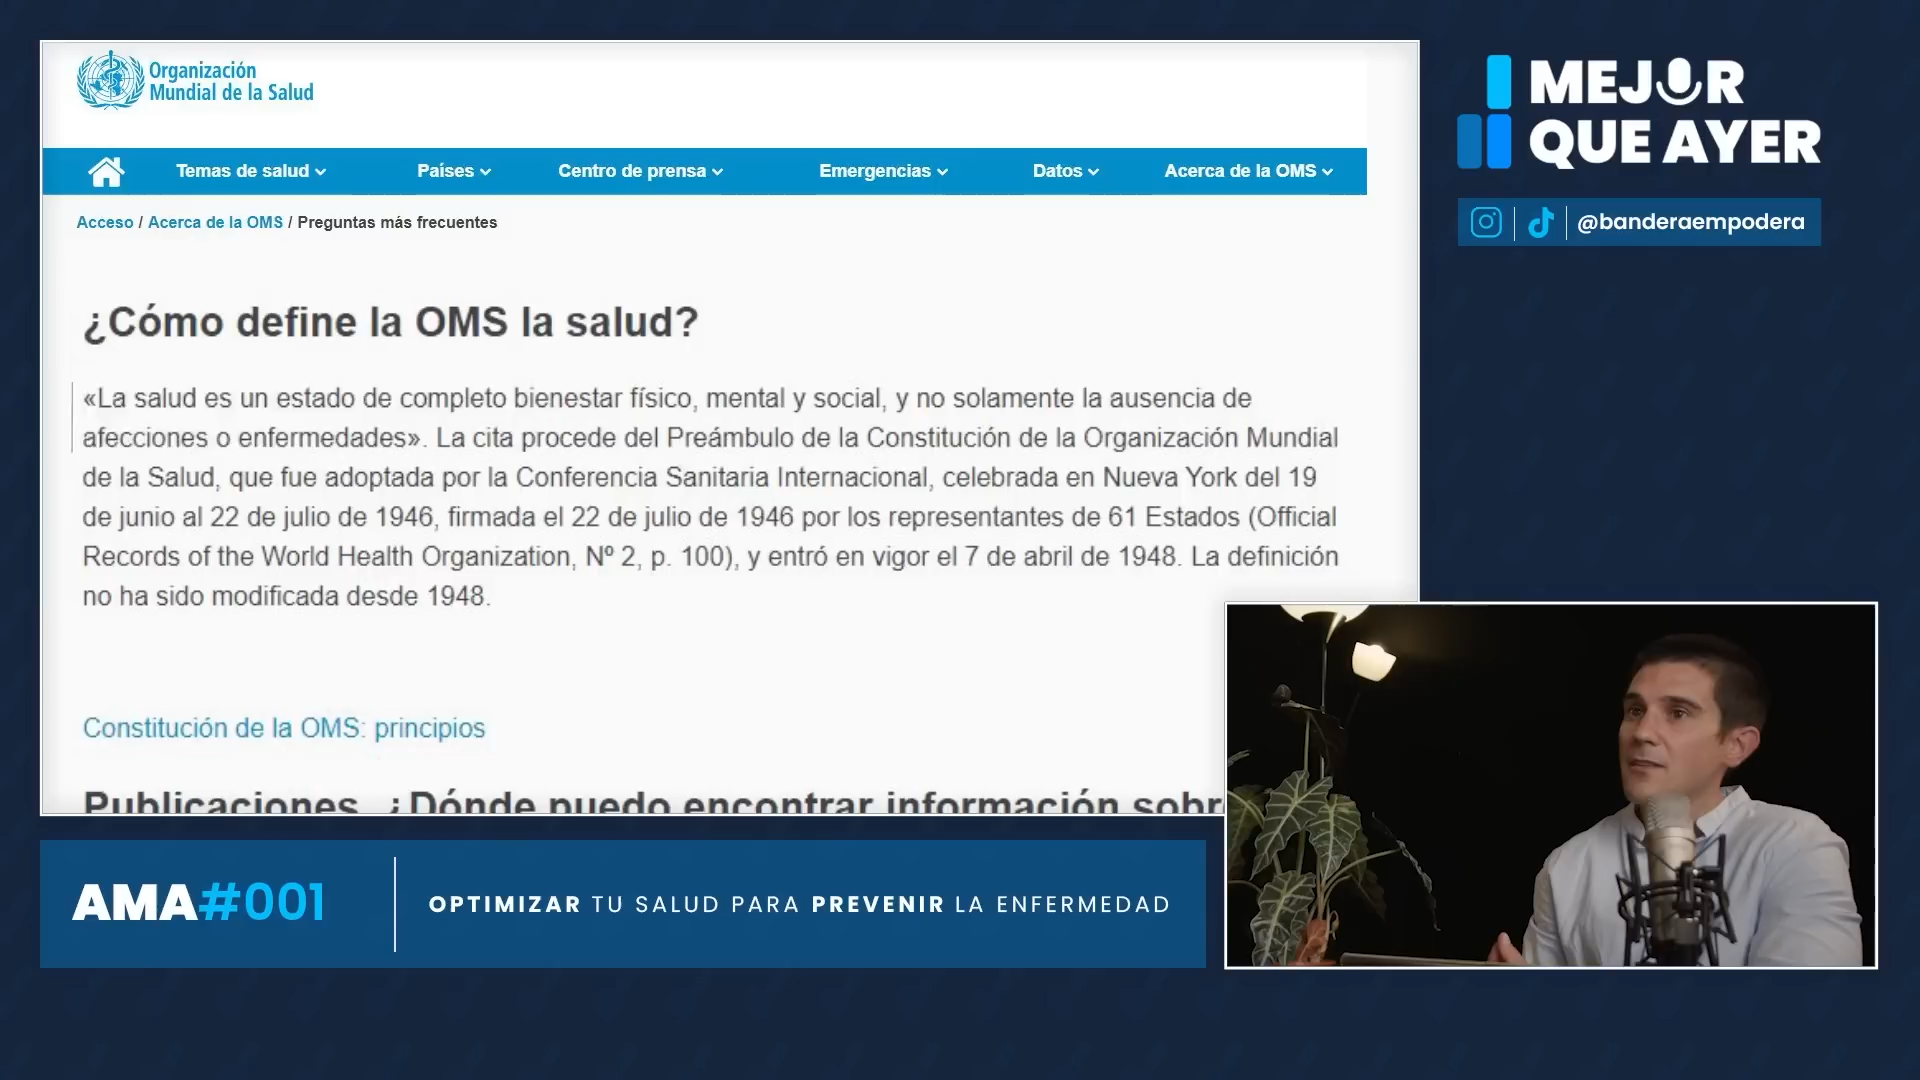 Organización
Mundial de la Salud
Temas de salud
Países
Centro de prensa
Emergencias
Datos
Acerca de la OMS
Acceso / Acerca de la OMS / Preguntas más frecuentes
¿Cómo define la OMS la salud?
«La salud es un estado de completo bienestar físico, mental y social, y no solamente la ausencia de
afecciones o enfermedades». La cita procede del Preámbulo de la Constitución de la Organización Mundial
de la Salud, que fue adoptada por la Conferencia Sanitaria Internacional, celebrada en Nueva York del 19
de junio al 22 de julio de 1946, firmada el 22 de julio de 1946 por los representantes de 61 Estados (Official
Records of the World Health Organization, Nº 2, p. 100), y entró en vigor el 7 de abril de 1948. La definición
no ha sido modificada desde 1948.
Constitución de la OMS: principios
Publicaciones. ¿Dónde puedo encontrar información sobr
MEJOR
QUE AYER
@banderaempodera
AMA#001
OPTIMIZAR TU SALUD PARA PREVENIR LA ENFERMEDAD